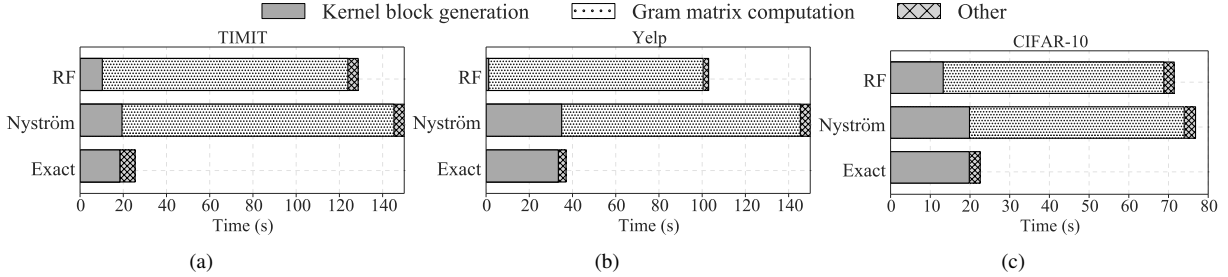 Kernel block generation Gram matrix computation Other
TIMIT
RF
Nyström
Exact
0 20 40 60 80 100 120 140
Time (s)
(a)
Yelp
RF
Nyström
Exact
0 20 40 60 80 100 120 140
Time (s)
(b)
CIFAR-10
RF
Nyström
Exact
0 10 20 30 40 50 60 70 80
Time (s)
(c)